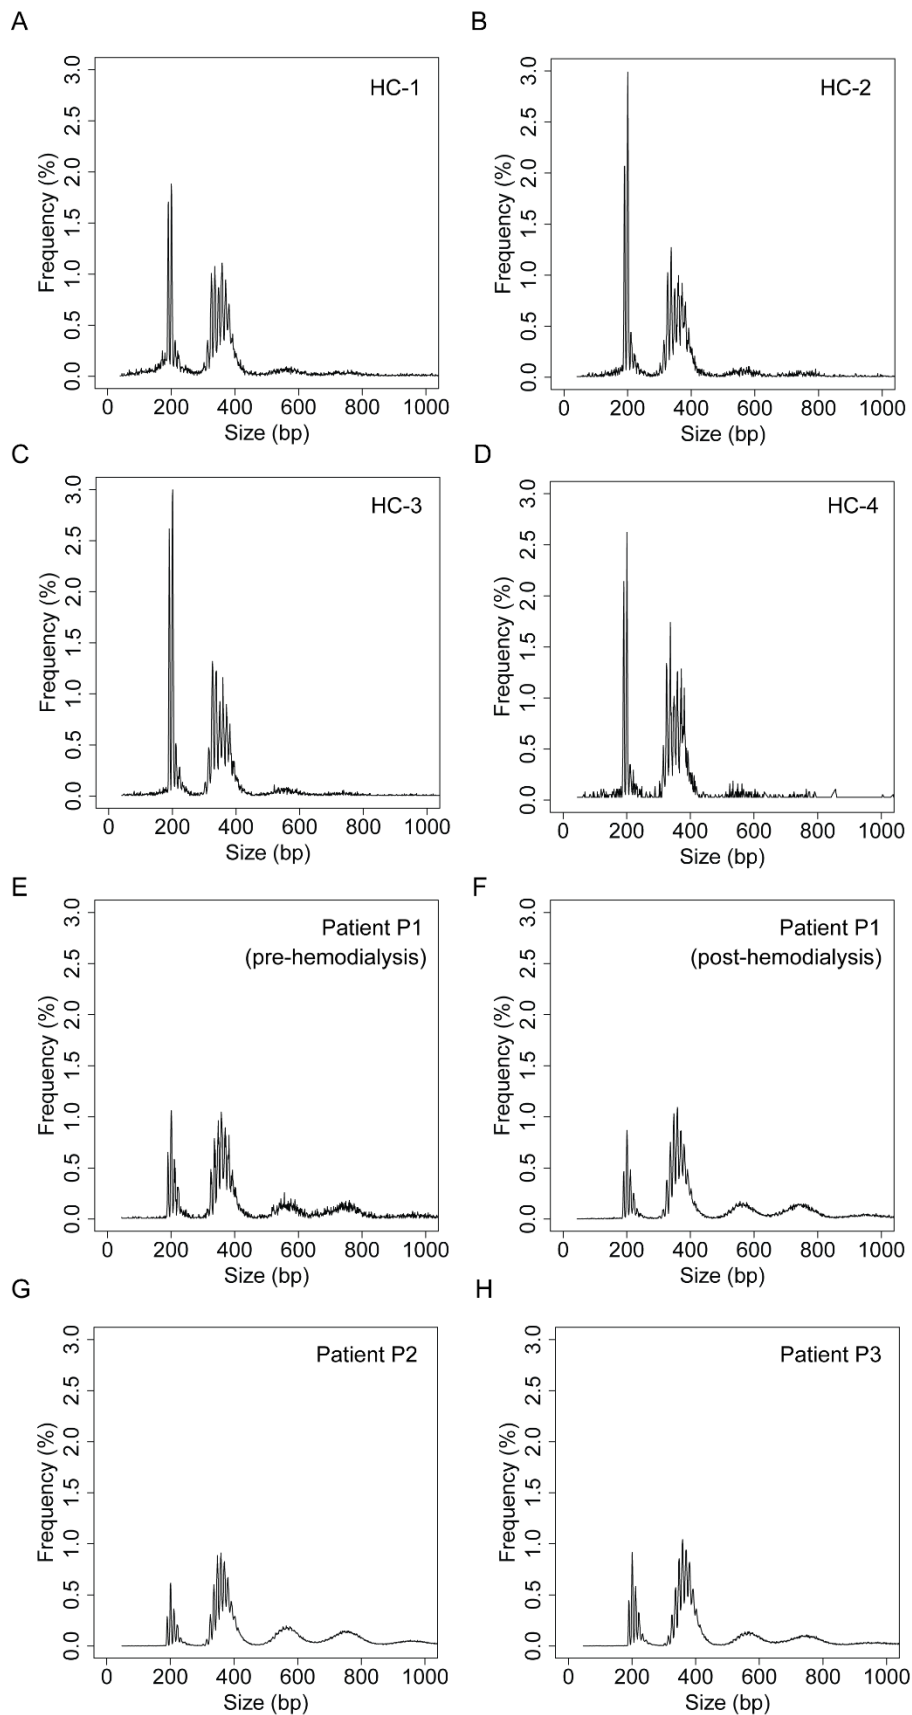 A
HC-1
Frequency (%)
0.0 0.5 1.0 1.5 2.0 2.5 3.0
0 200 400 600 800 1000
Size (bp)
B
HC-2
Frequency (%)
0.0 0.5 1.0 1.5 2.0 2.5 3.0
0 200 400 600 800 1000
Size (bp)
C
HC-3
Frequency (%)
0.0 0.5 1.0 1.5 2.0 2.5 3.0
0 200 400 600 800 1000
Size (bp)
D
HC-4
Frequency (%)
0.0 0.5 1.0 1.5 2.0 2.5 3.0
0 200 400 600 800 1000
Size (bp)
E
Patient P1
(pre-hemodialysis)
Frequency (%)
0.0 0.5 1.0 1.5 2.0 2.5 3.0
0 200 400 600 800 1000
Size (bp)
F
Patient P1
(post-hemodialysis)
Frequency (%)
0.0 0.5 1.0 1.5 2.0 2.5 3.0
0 200 400 600 800 1000
Size (bp)
G
Patient P2
Frequency (%)
0.0 0.5 1.0 1.5 2.0 2.5 3.0
0 200 400 600 800 1000
Size (bp)
H
Patient P3
Frequency (%)
0.0 0.5 1.0 1.5 2.0 2.5 3.0
0 200 400 600 800 1000
Size (bp)